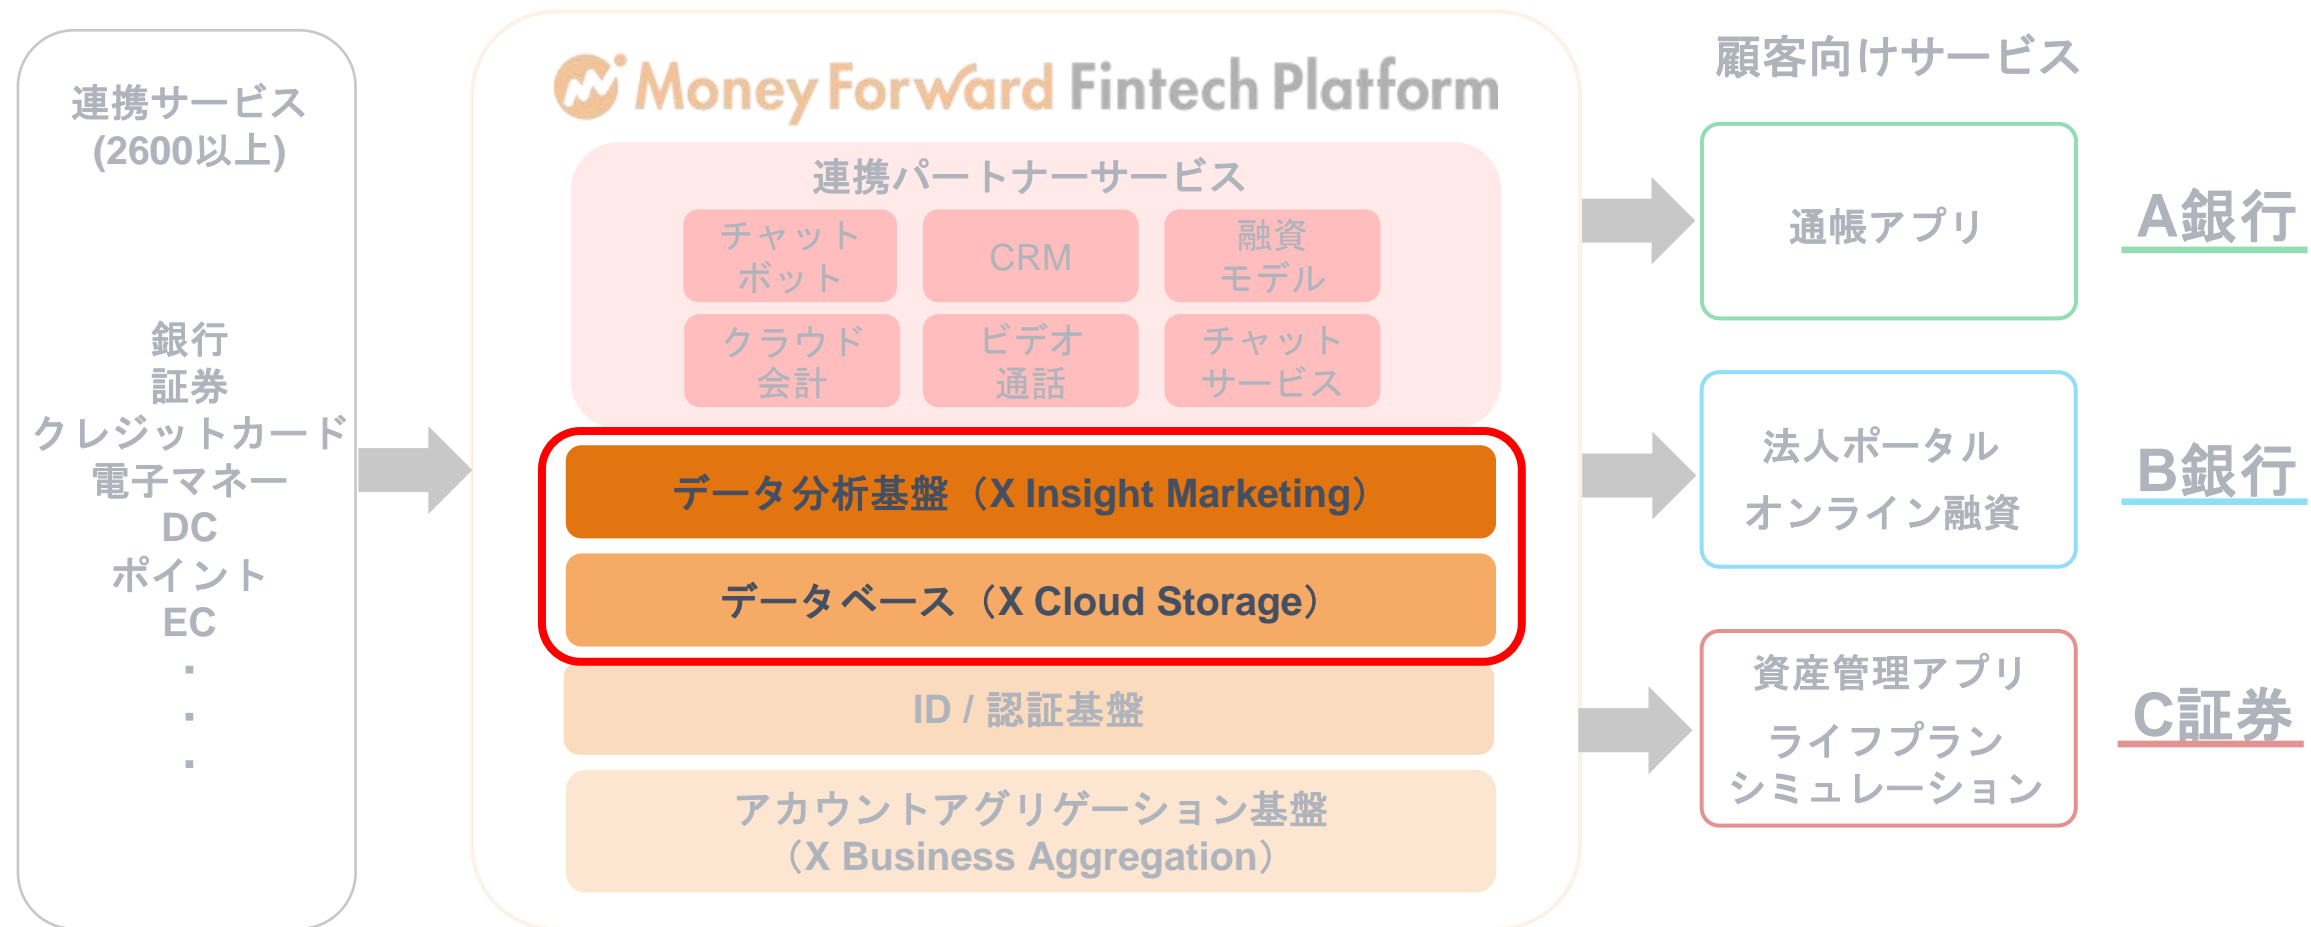 連携サービス
(2600以上)
銀行
証券
クレジットカード
電子マネー
DC
ポイント
EC
・
・
・
Money Forward Fintech Platform
連携パートナーサービス
チャット
ボット
CRM
融資
モデル
クラウド
会計
ビデオ
通話
チャット
サービス
データ分析基盤（X Insight Marketing）
データベース（X Cloud Storage）
ID / 認証基盤
アカウントアグリゲーション基盤
（X Business Aggregation）
顧客向けサービス
通帳アプリ
A銀行
法人ポータル
オンライン融資
B銀行
資産管理アプリ
ライフプラン
シミュレーション
C証券